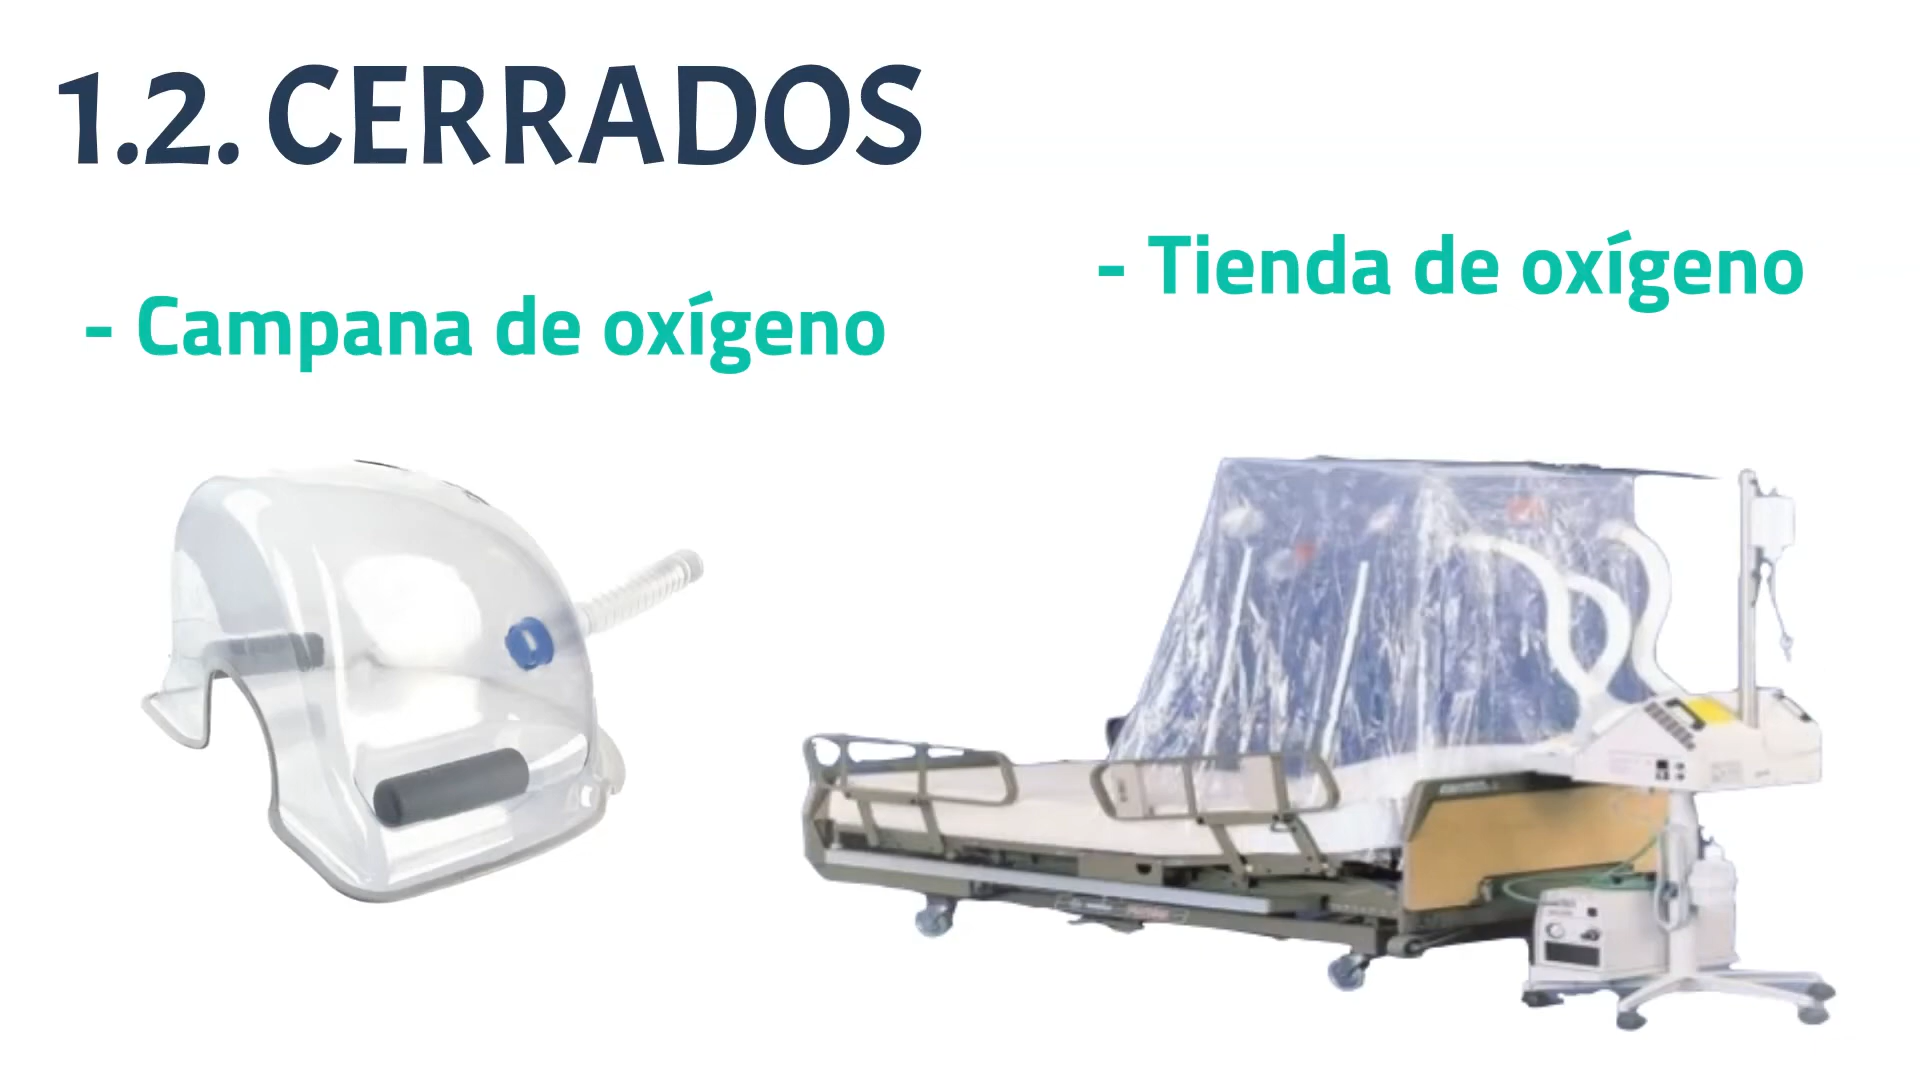 1.2. CERRADOS
- Campana de oxígeno
- Tienda de oxígeno